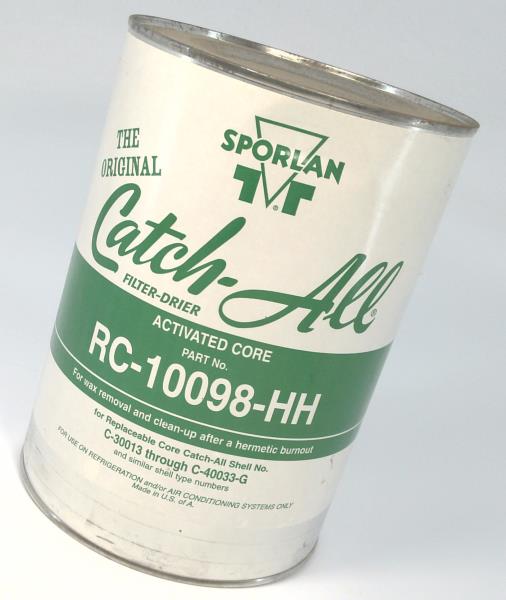 SPORLAN
®
THE
ORIGINAL
Catch-All®
FILTER-DRIER
ACTIVATED CORE
PART No.
RC-10098-HH
For wax removal and clean-up after a hermetic burnout
for Replaceable Core Catch-All Shell No.
C-30013 through C-40033-G
and similar shell type numbers
FOR USE ON REFRIGERATION and/or AIR CONDITIONING SYSTEMS ONLY
Made in U.S. of A.